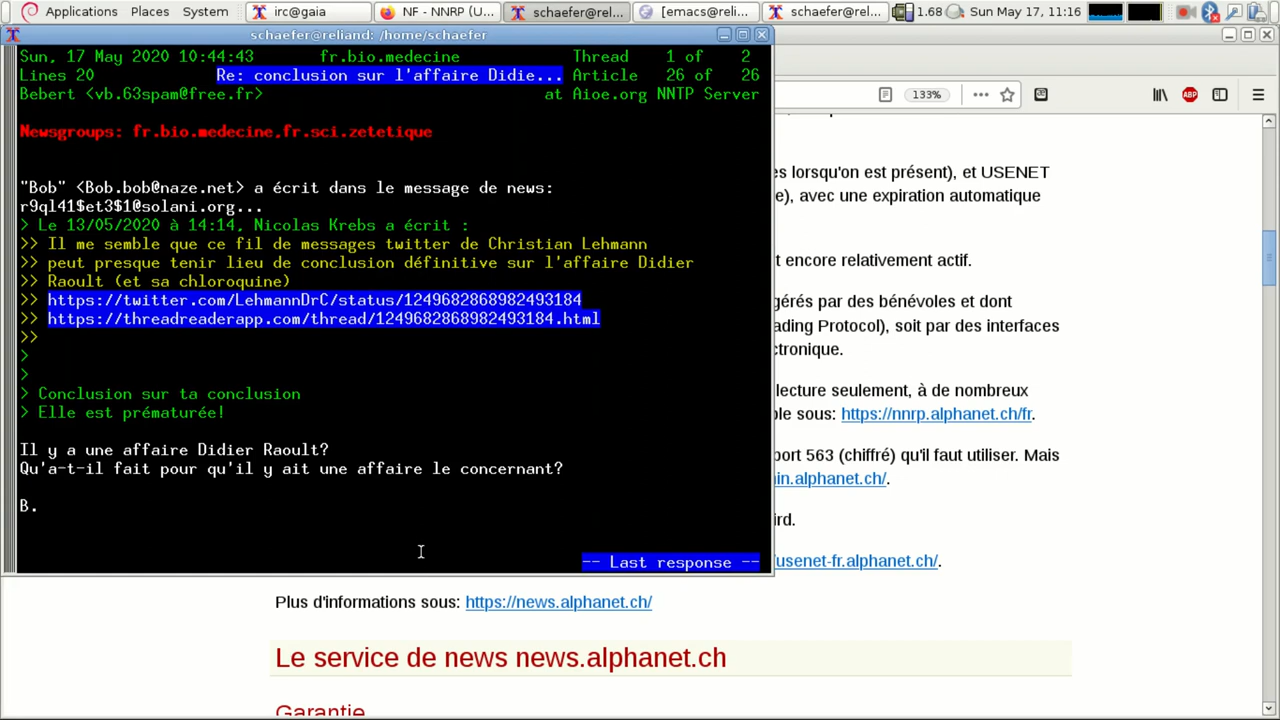 Applications Places System irc@gaia NF - NNRP (U... schaefer@rel... [emacs@reli... schaefer@rel... 1.68 Sun May 17, 11:16
schaefer@reliand: /home/schaefer
Sun, 17 May 2020 10:44:43 fr.bio.medecine Thread 1 of 2
Lines 20 Re: conclusion sur l'affaire Didie... Article 26 of 26
Bebert <vb.63spam@free.fr> at Aioe.org NNTP Server
133%
ABP
Newsgroups: fr.bio.medecine,fr.sci.zetetique
"Bob" <Bob.bob@naze.net> a écrit dans le message de news:
r9ql41$et3$1@solani.org...
> Le 13/05/2020 à 14:14, Nicolas Krebs a écrit :
>> Il me semble que ce fil de messages twitter de Christian Lehmann
>> peut presque tenir lieu de conclusion définitive sur l'affaire Didier
>> Raoult (et sa chloroquine)
>> https://twitter.com/LehmannDrC/status/1249682868982493184
>> https://threadreaderapp.com/thread/1249682868982493184.html
>>
>
>
> Conclusion sur ta conclusion
> Elle est prématurée!
Il y a une affaire Didier Raoult?
Qu'a-t-il fait pour qu'il y ait une affaire le concernant?
B.
-- Last response --
es lorsqu'on est présent), et USENET
e), avec une expiration automatique
t encore relativement actif.
gérés par des bénévoles et dont
ading Protocol), soit par des interfaces
ctronique.
lecture seulement, à de nombreux
ble sous: https://nnrp.alphanet.ch/fr.
port 563 (chiffré) qu'il faut utiliser. Mais
in.alphanet.ch/.
ird.
/usenet-fr.alphanet.ch/.
Plus d'informations sous: https://news.alphanet.ch/
Le service de news news.alphanet.ch
Garantie